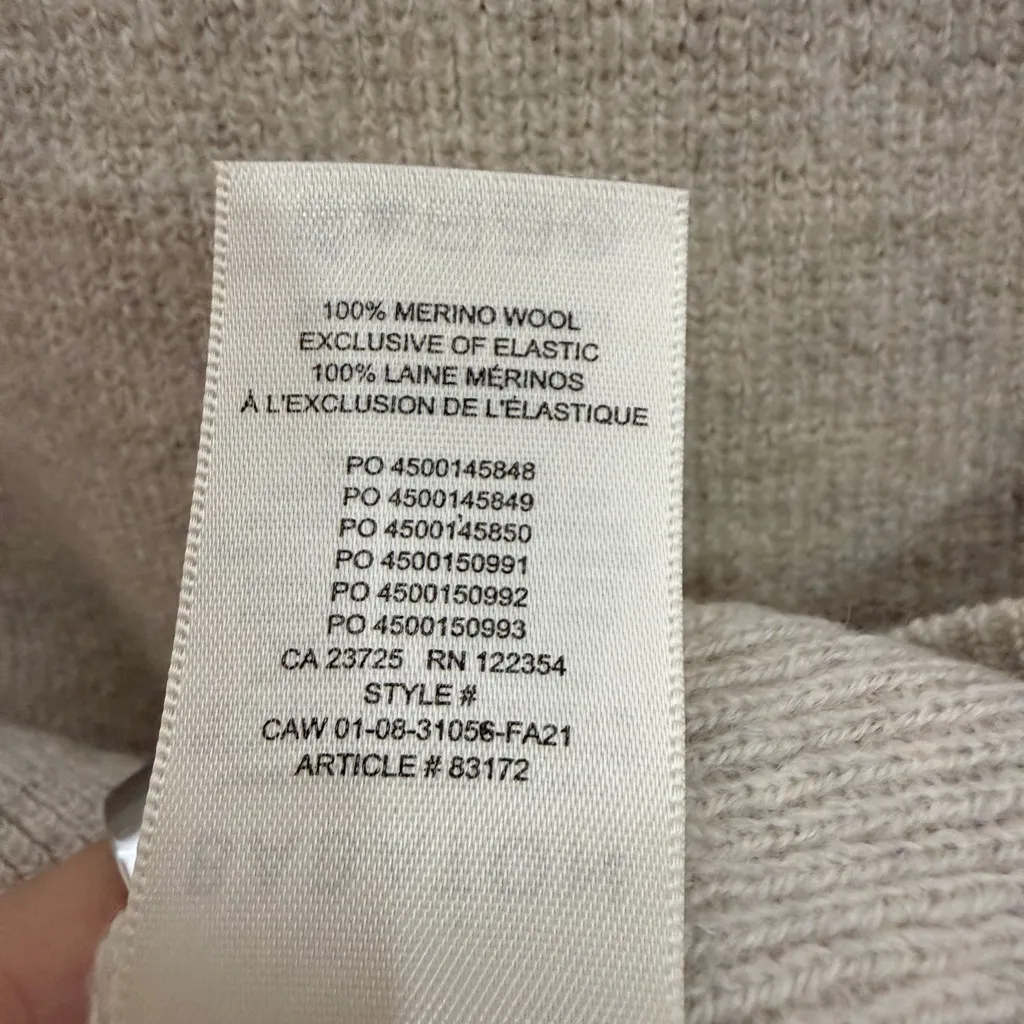 100% MERINO WOOL
EXCLUSIVE OF ELASTIC
100% LAINE MÉRINOS
À L'EXCLUSION DE L'ÉLASTIQUE
PO 4500145848
PO 4500145849
PO 4500145850
PO 4500150991
PO 4500150992
PO 4500150993
CA 23725 RN 122354
STYLE #
CAW 01-08-31056-FA21
ARTICLE # 83172